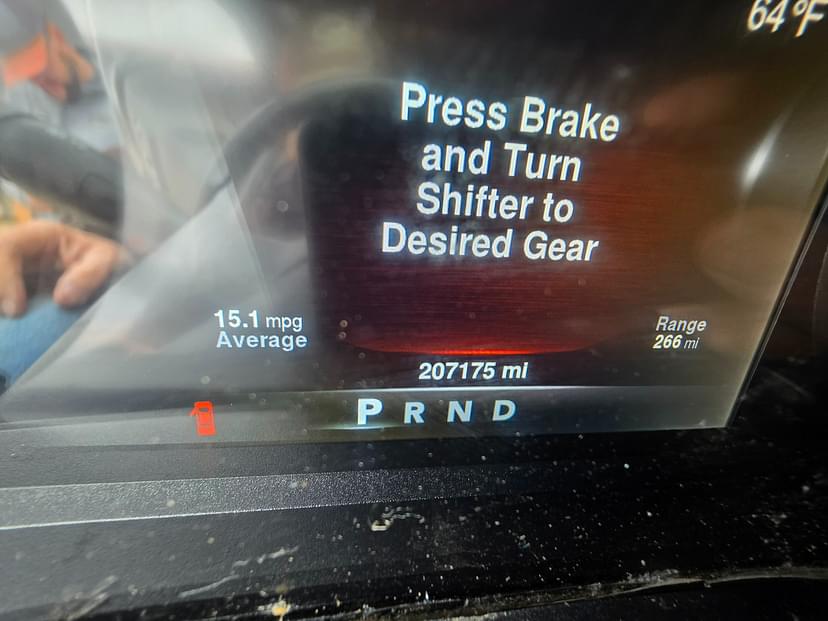 64°F
Press Brake
and Turn
Shifter to
Desired Gear
15.1 mpg
Average
Range
266 mi
207175 mi
P R N D